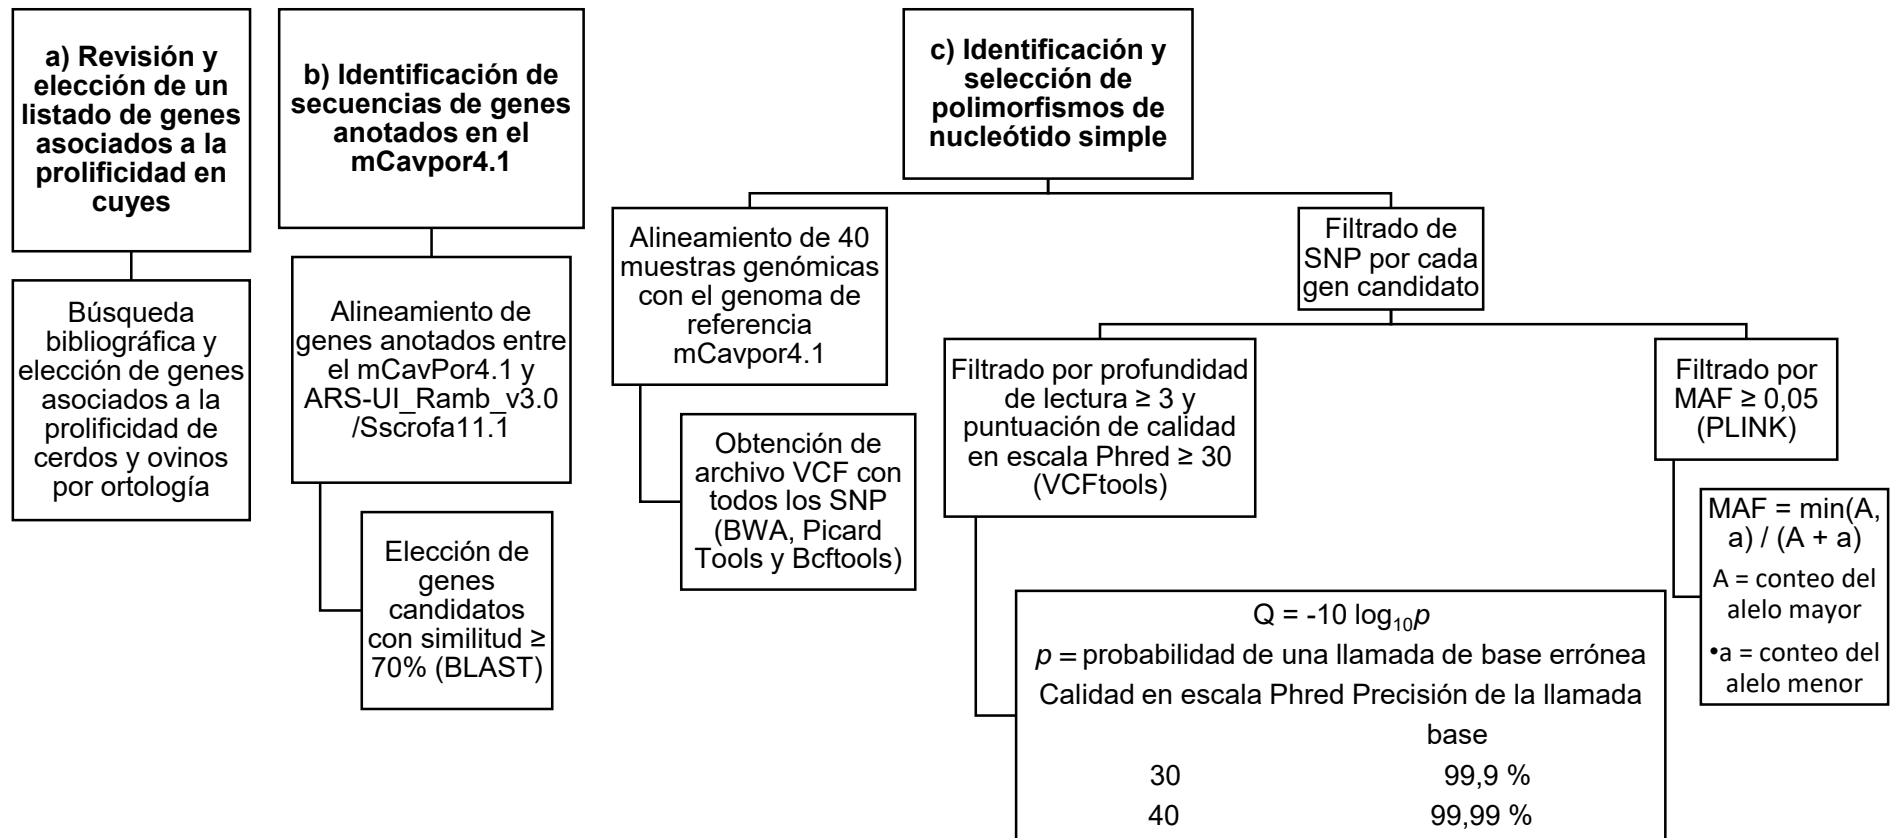 a) Revisión y
elección de un
listado de genes
asociados a la
prolificidad en
cuyes
Búsqueda
bibliográfica y
elección de genes
asociados a la
prolificidad de
cerdos y ovinos
por ortología
b) Identificación de
secuencias de genes
anotados en el
mCavpor4.1
Alineamiento de
genes anotados entre
el mCavPor4.1 y
ARS-UI_Ramb_v3.0
/Sscrofa11.1
Elección de
genes
candidatos
con similitud ≥
70% (BLAST)
c) Identificación y
selección de
polimorfismos de
nucleótido simple
Alineamiento de 40
muestras genómicas
con el genoma de
referencia
mCavpor4.1
Obtención de
archivo VCF con
todos los SNP
(BWA, Picard
Tools y Bcftools)
Filtrado de
SNP por cada
gen candidato
Filtrado por profundidad
de lectura ≥ 3 y
puntuación de calidad
en escala Phred ≥ 30
(VCFtools)
Q = -10 log₁₀p
p = probabilidad de una llamada de base errónea
Calidad en escala Phred Precisión de la llamada
base
30 99,9 %
40 99,99 %
Filtrado por
MAF ≥ 0,05
(PLINK)
MAF = min(A,
a) / (A + a)
A = conteo del
alelo mayor
•a = conteo del
alelo menor